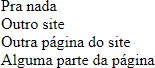 Pra nada
Outro site
Outra página do site
Alguma parte da página